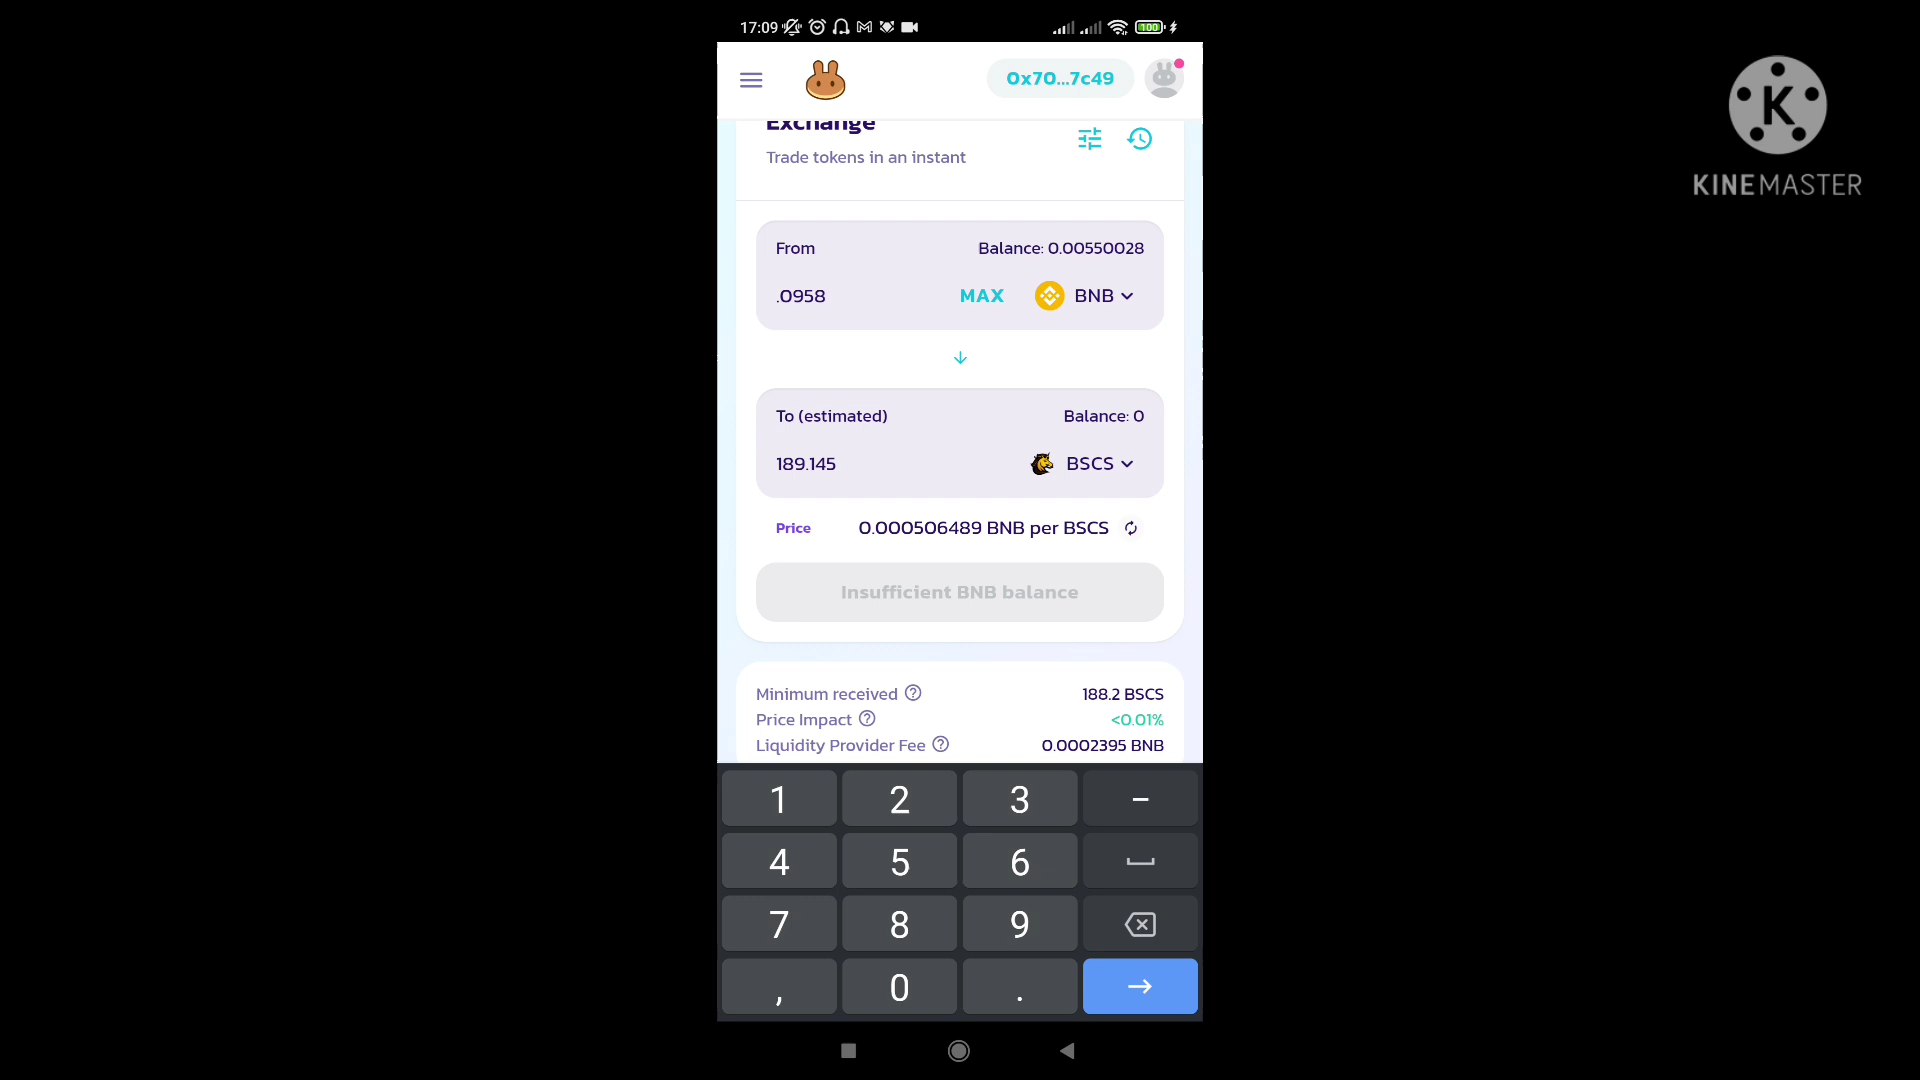 17:09
100
0x70...7c49
Exchange
Trade tokens in an instant
From
Balance: 0.00550028
.0958
MAX
BNB
To (estimated)
Balance: 0
189.145
BSCS
Price
0.000506489 BNB per BSCS
Insufficient BNB balance
Minimum received
188.2 BSCS
Price Impact
<0.01%
Liquidity Provider Fee
0.0002395 BNB
1 2 3 -
4 5 6
7 8 9
, 0 .
K
KINEMASTER